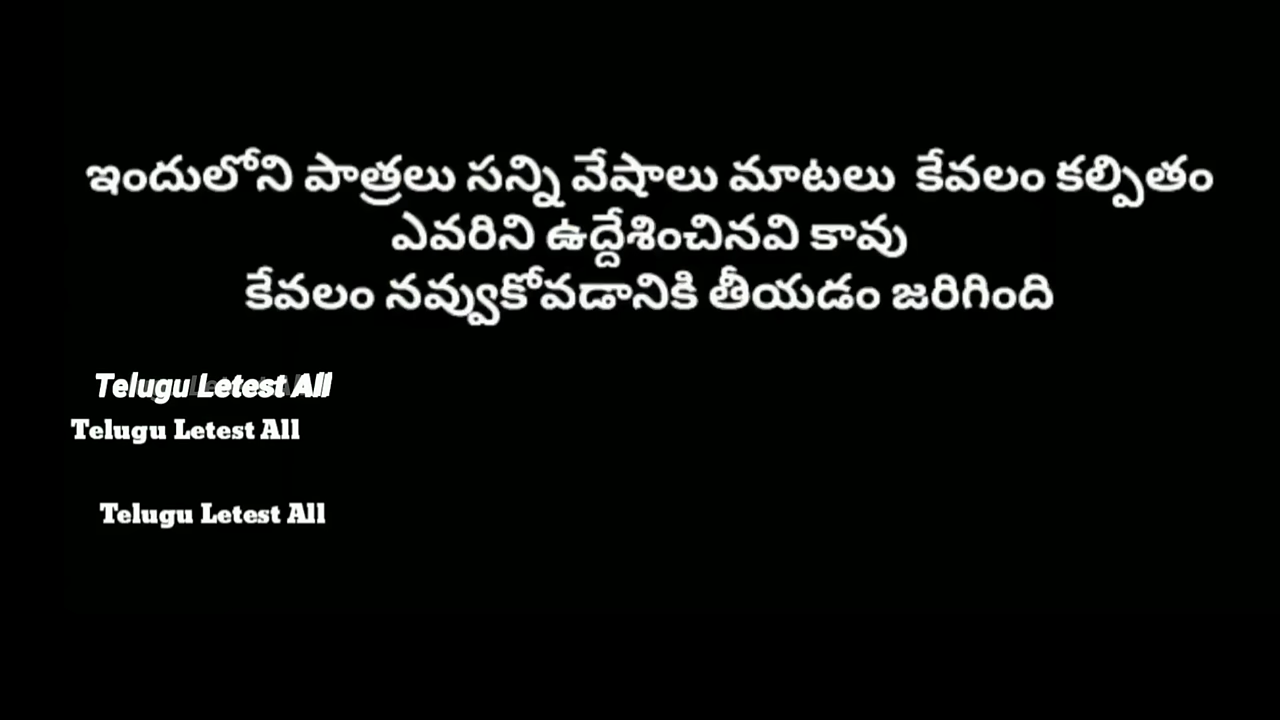 ఇందులోని పాత్రలు సన్ని వేషాలు మాటలు కేవలం కల్పితం
ఎవరిని ఉద్దేశించినవి కావు
కేవలం నవ్వుకోవడానికి తీయడం జరిగింది
Telugu Letest All
Telugu Letest All
Telugu Letest All